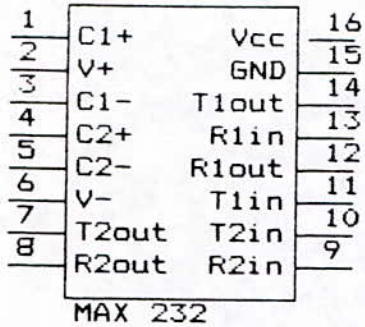 1 C1+ Vcc 16
2 V+ GND 15
3 C1- T1out 14
4 C2+ R1in 13
5 C2- R1out 12
6 V- T1in 11
7 T2out T2in 10
8 R2out R2in 9
MAX 232